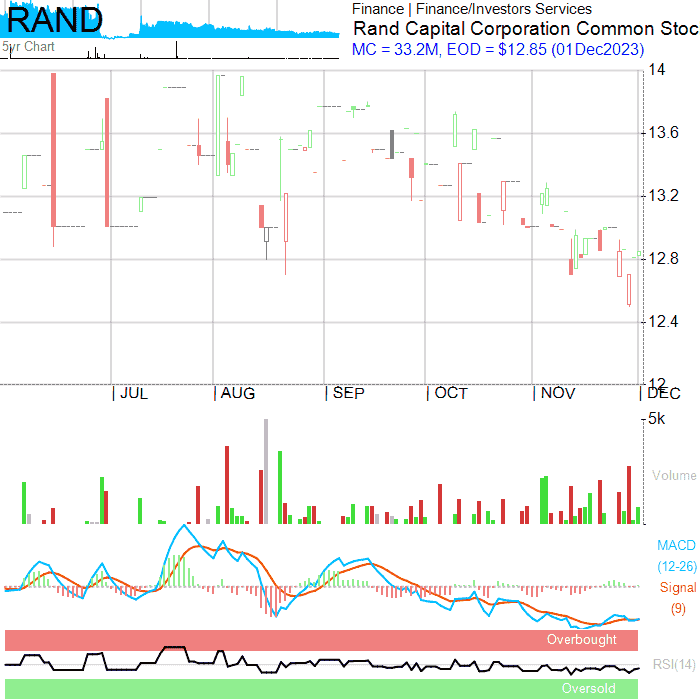 RAND
5yr Chart
Finance | Finance/Investors Services
Rand Capital Corporation Common Stoc
MC = 33.2M, EOD = $12.85 (01Dec2023)
14
13.6
13.2
12.8
12.4
12
| JUL | AUG | SEP | OCT | NOV | DEC
5k
Volume
MACD
(12-26)
Signal
(9)
Overbought
RSI(14)
Oversold